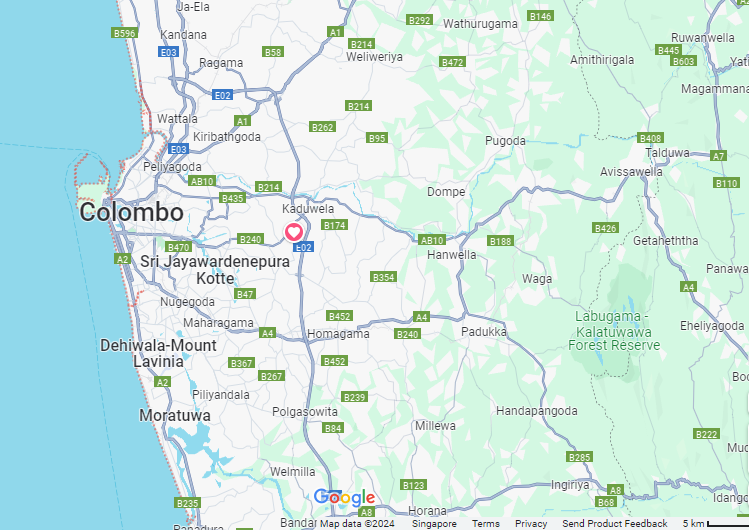 Ja-Ela
B596
Kandana
E03
A1
B292
Wathurugama
B146
A2
Ruwanwella
B445
B58
B214
Weliweriya
B472
Amithirigala
B603
Yati
Ragama
E02
Magammana
B214
Wattala
A1
B262
Kiribathgoda
B95
Pugoda
B408
E03
Talduwa
A7
Peliyagoda
Avissawella
AB10
B214
B110
B435
Dompe
Colombo
Kaduwela
B174
B426
B240
E02
AB10
B188
Getaheththa
B470
A2
Hanwella
Sri Jayawardenepura
Kotte
Panawa
B354
Waga
A4
B47
Nugegoda
B452
A4
Labugama -
Kalatuwawa
Forest Reserve
Maharagama
A4
Homagama
B240
Padukka
Eheliyagoda
Dehiwala-Mount
Lavinia
B367
B452
B267
A2
Boc
Piliyandala
B239
Moratuwa
Polgasowita
Handapangoda
B84
Millewa
B222
B285
Welmilla
B123
Ingiriya
A8
Google
B235
B68
Idango
Horana
A8
Panadura
Bandar
Map data ©2024
Singapore
Terms
Privacy
Send Product Feedback
5 km